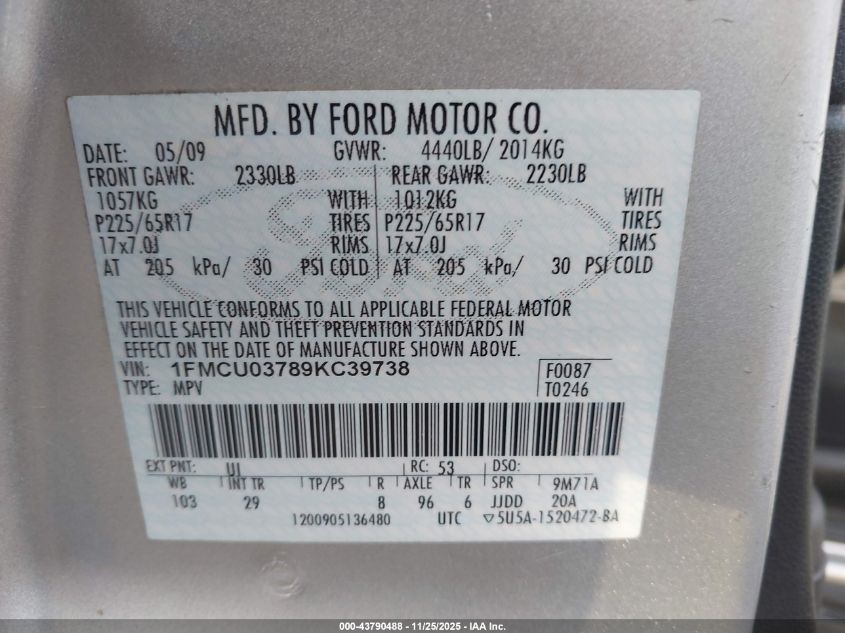 MFD. BY FORD MOTOR CO.
DATE: 05/09 GVWR: 4440LB/ 2014KG
FRONT GAWR: 2330LB REAR GAWR: 2230LB
1057KG WITH 1012KG WITH
P225/65R17 TIRES P225/65R17 TIRES
17x7.0J RIMS 17x7.0J RIMS
AT 205 kPa/ 30 PSI COLD AT 205 kPa/ 30 PSI COLD
THIS VEHICLE CONFORMS TO ALL APPLICABLE FEDERAL MOTOR
VEHICLE SAFETY AND THEFT PREVENTION STANDARDS IN
EFFECT ON THE DATE OF MANUFACTURE SHOWN ABOVE.
VIN: 1FMCU03789KC39738 F0087
TYPE: MPV T0246
EXT PNT: UI RC: 53 DSO:
WB INT TR TP/PS R AXLE TR SPR 9M71A
103 29 8 96 6 JJDD 20A
1200905136480 UTC ▽5U5A-1520472-BA
000-43790488 - 11/25/2025 - IAA Inc.